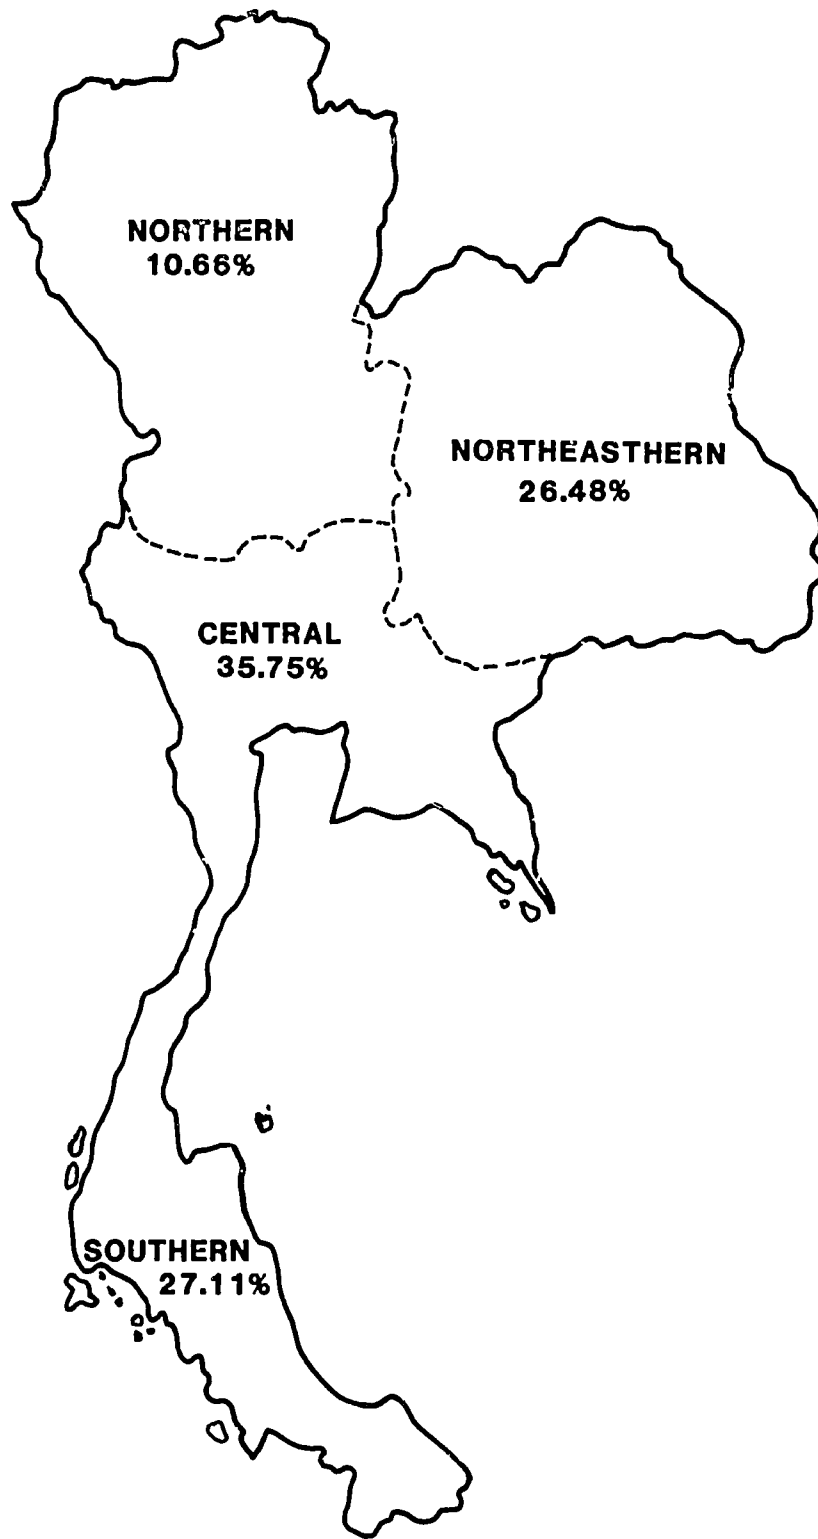 NORTHERN
10.66%
NORTHEASTHERN
26.48%
CENTRAL
35.75%
SOUTHERN
27.11%